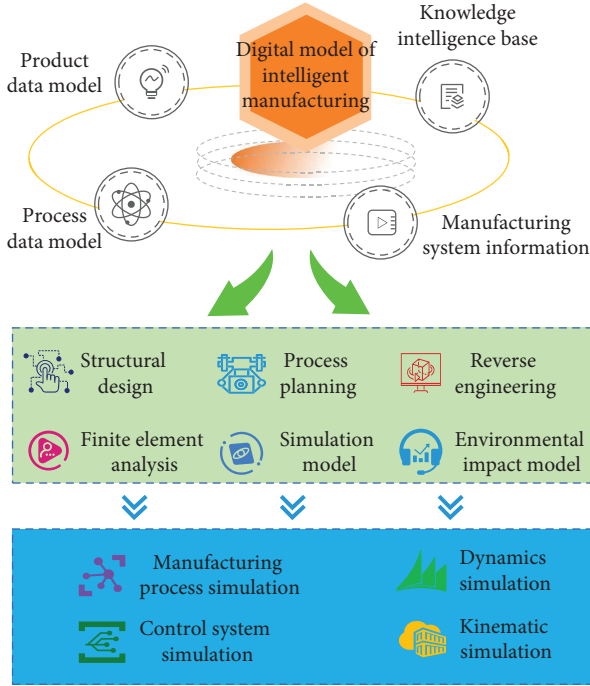 Knowledge
intelligence base
Digital model of
intelligent
manufacturing
Product
data model
Process
data model
Manufacturing
system information
Structural
design
Process
planning
Reverse
engineering
Finite element
analysis
Simulation
model
Environmental
impact model
Manufacturing
process simulation
Dynamics
simulation
Control system
simulation
Kinematic
simulation